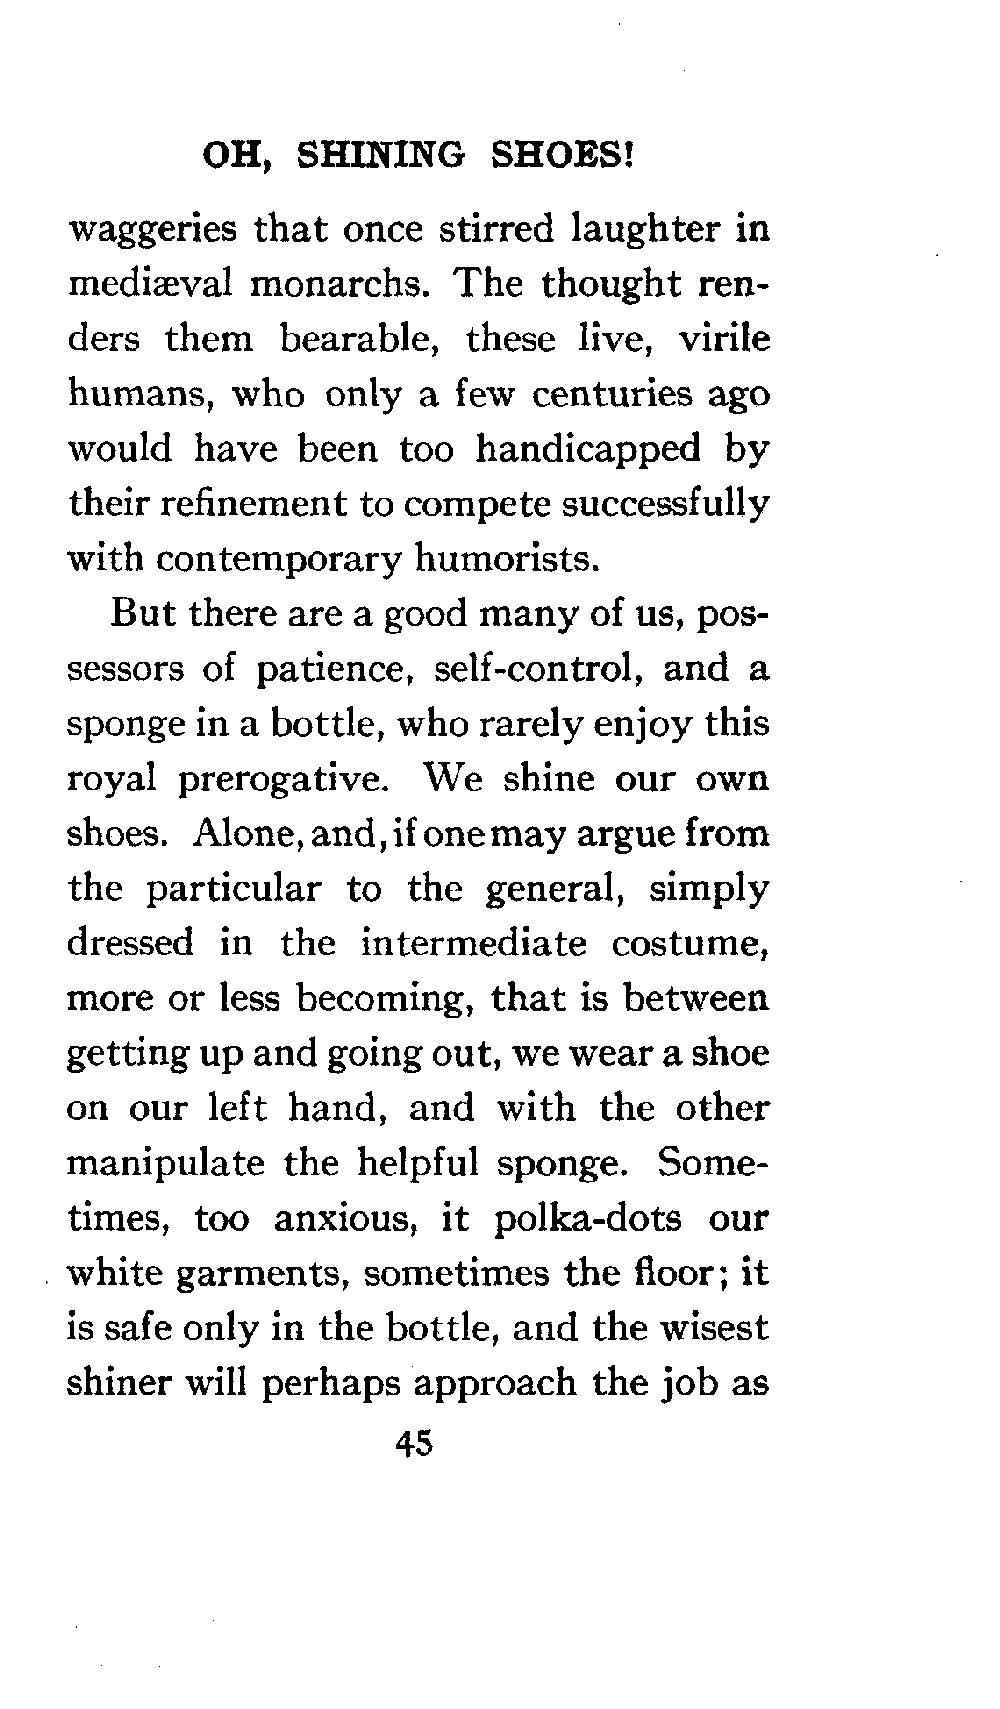 OH, SHINING SHOES!
waggeries that once stirred laughter in
mediæval monarchs. The thought ren-
ders them bearable, these live, virile
humans, who only a few centuries ago
would have been too handicapped by
their refinement to compete successfully
with contemporary humorists.
But there are a good many of us, pos-
sessors of patience, self-control, and a
sponge in a bottle, who rarely enjoy this
royal prerogative. We shine our own
shoes. Alone, and, if one may argue from
the particular to the general, simply
dressed in the intermediate costume,
more or less becoming, that is between
getting up and going out, we wear a shoe
on our left hand, and with the other
manipulate the helpful sponge. Some-
times, too anxious, it polka-dots our
white garments, sometimes the floor; it
is safe only in the bottle, and the wisest
shiner will perhaps approach the job as
45